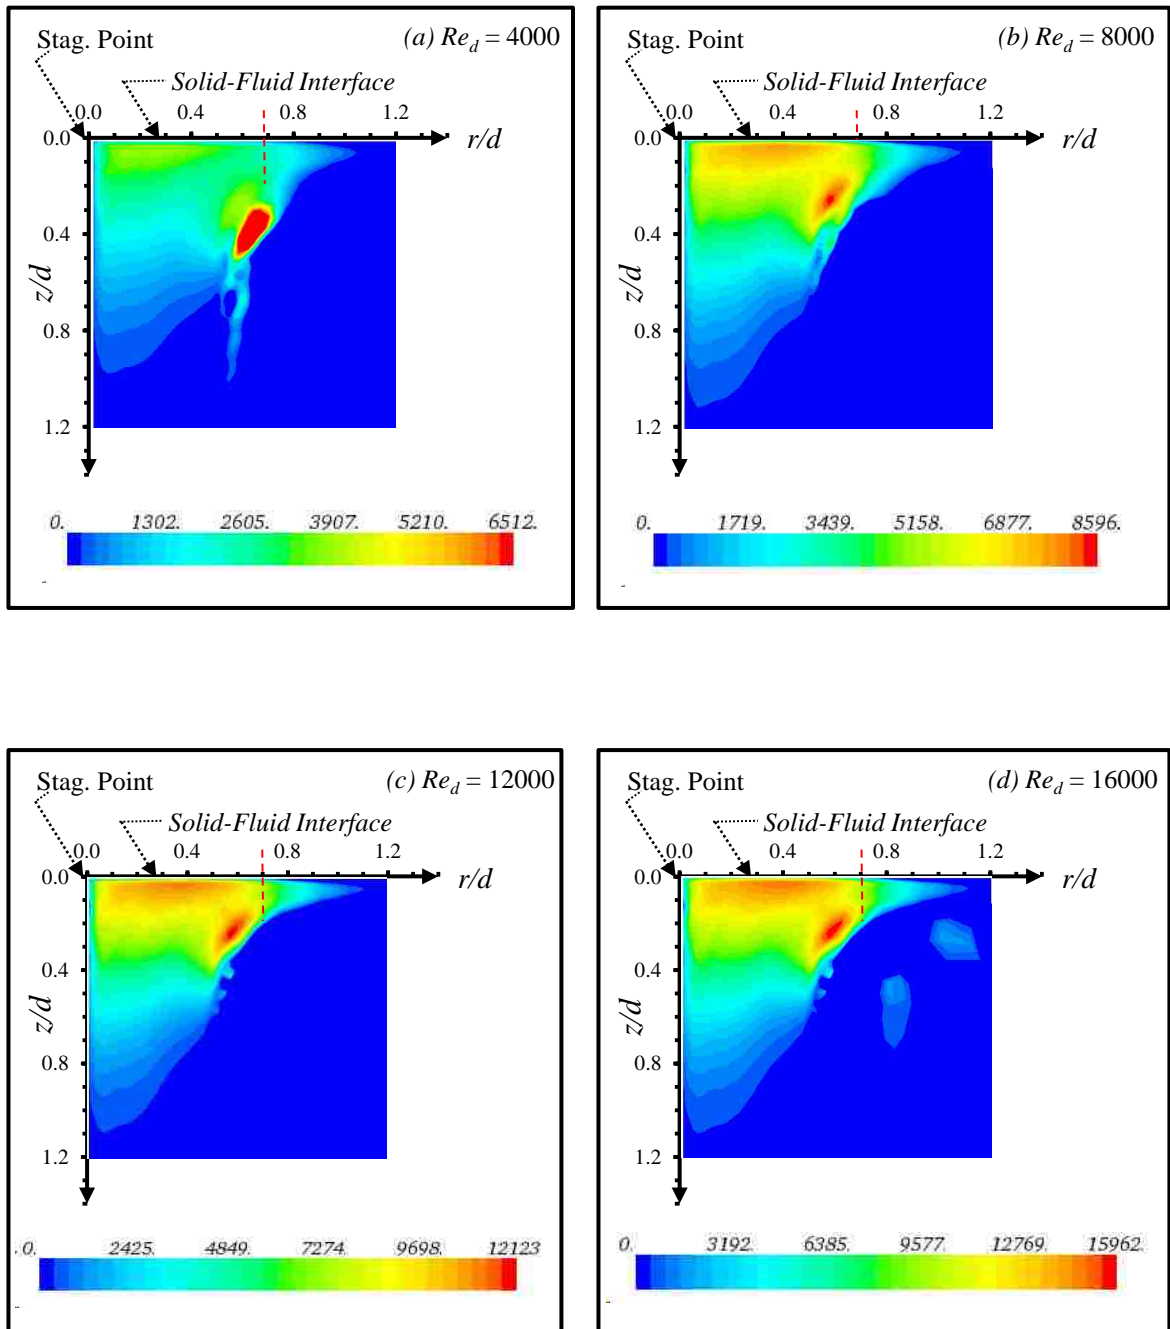 Stag. Point
(a) Re_d = 4000
Solid-Fluid Interface
0.0 0.4 0.8 1.2
r/d
0.0
0.4
z/d
0.8
1.2
0. 1302. 2605. 3907. 5210. 6512.
Stag. Point
(b) Re_d = 8000
Solid-Fluid Interface
0.0 0.4 0.8 1.2
r/d
0.0
0.4
z/d
0.8
1.2
0. 1719. 3439. 5158. 6877. 8596.
Stag. Point
(c) Re_d = 12000
Solid-Fluid Interface
0.0 0.4 0.8 1.2
r/d
0.0
0.4
z/d
0.8
1.2
0. 2425. 4849. 7274. 9698. 12123
Stag. Point
(d) Re_d = 16000
Solid-Fluid Interface
0.0 0.4 0.8 1.2
r/d
0.0
0.4
z/d
0.8
1.2
0. 3192. 6385. 9577. 12769. 15962.